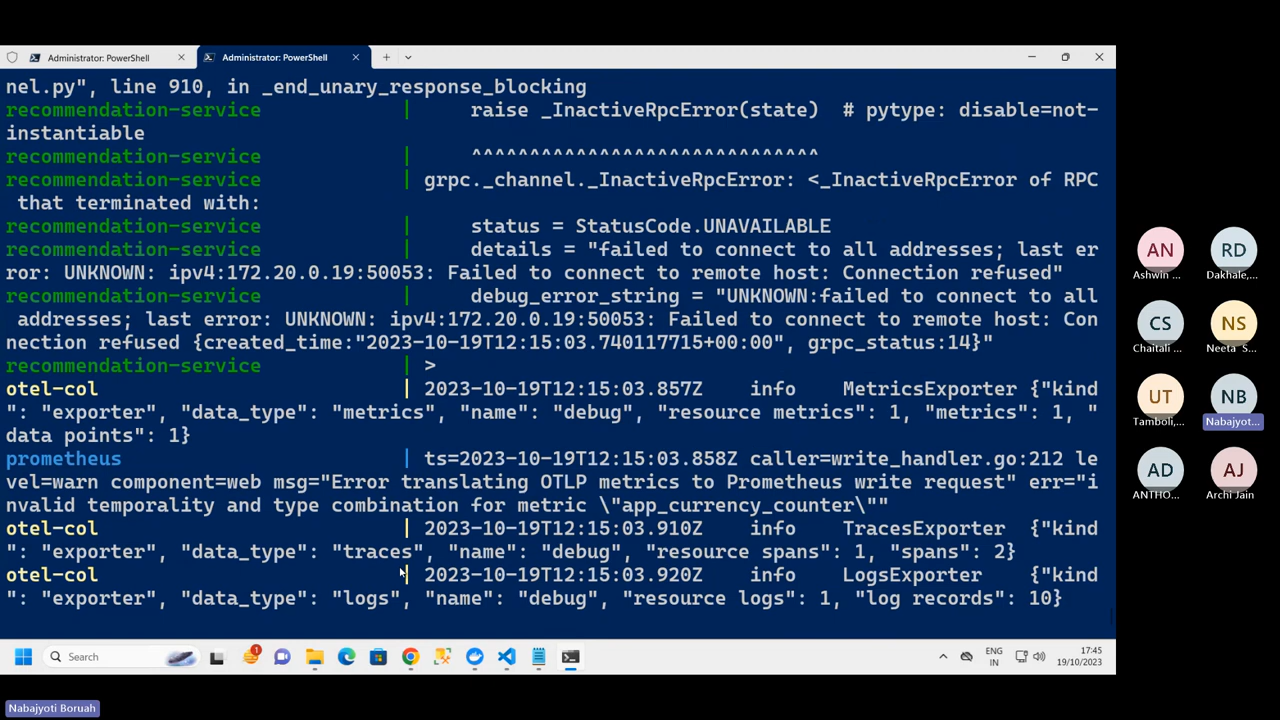 Administrator: PowerShell
Administrator: PowerShell
nel.py", line 910, in _end_unary_response_blocking
recommendation-service | raise _InactiveRpcError(state) # pytype: disable=not-
instantiable
recommendation-service | ^^^^^^^^^^^^^^^^^^^^^^^^^^^^^^
recommendation-service | grpc._channel._InactiveRpcError: <_InactiveRpcError of RPC
that terminated with:
recommendation-service | status = StatusCode.UNAVAILABLE
recommendation-service | details = "failed to connect to all addresses; last er
ror: UNKNOWN: ipv4:172.20.0.19:50053: Failed to connect to remote host: Connection refused"
recommendation-service | debug_error_string = "UNKNOWN:failed to connect to all
addresses; last error: UNKNOWN: ipv4:172.20.0.19:50053: Failed to connect to remote host: Con
nection refused {created_time:"2023-10-19T12:15:03.740117715+00:00", grpc_status:14}"
recommendation-service | >
otel-col | 2023-10-19T12:15:03.857Z info MetricsExporter {"kind
": "exporter", "data_type": "metrics", "name": "debug", "resource metrics": 1, "metrics": 1, "
data points": 1}
prometheus | ts=2023-10-19T12:15:03.858Z caller=write_handler.go:212 le
vel=warn component=web msg="Error translating OTLP metrics to Prometheus write request" err="i
nvalid temporality and type combination for metric \"app_currency_counter\""
otel-col | 2023-10-19T12:15:03.910Z info TracesExporter {"kind
": "exporter", "data_type": "traces", "name": "debug", "resource spans": 1, "spans": 2}
otel-col | 2023-10-19T12:15:03.920Z info LogsExporter {"kind
": "exporter", "data_type": "logs", "name": "debug", "resource logs": 1, "log records": 10}
AN RD
Ashwin ... Dakhale,...
CS NS
Chaitali ... Neeta S...
UT NB
Tamboli,... Nabajyot...
AD AJ
ANTHO... Archi Jain
Search
1
ENG
IN
17:45
19/10/2023
Nabajyoti Boruah